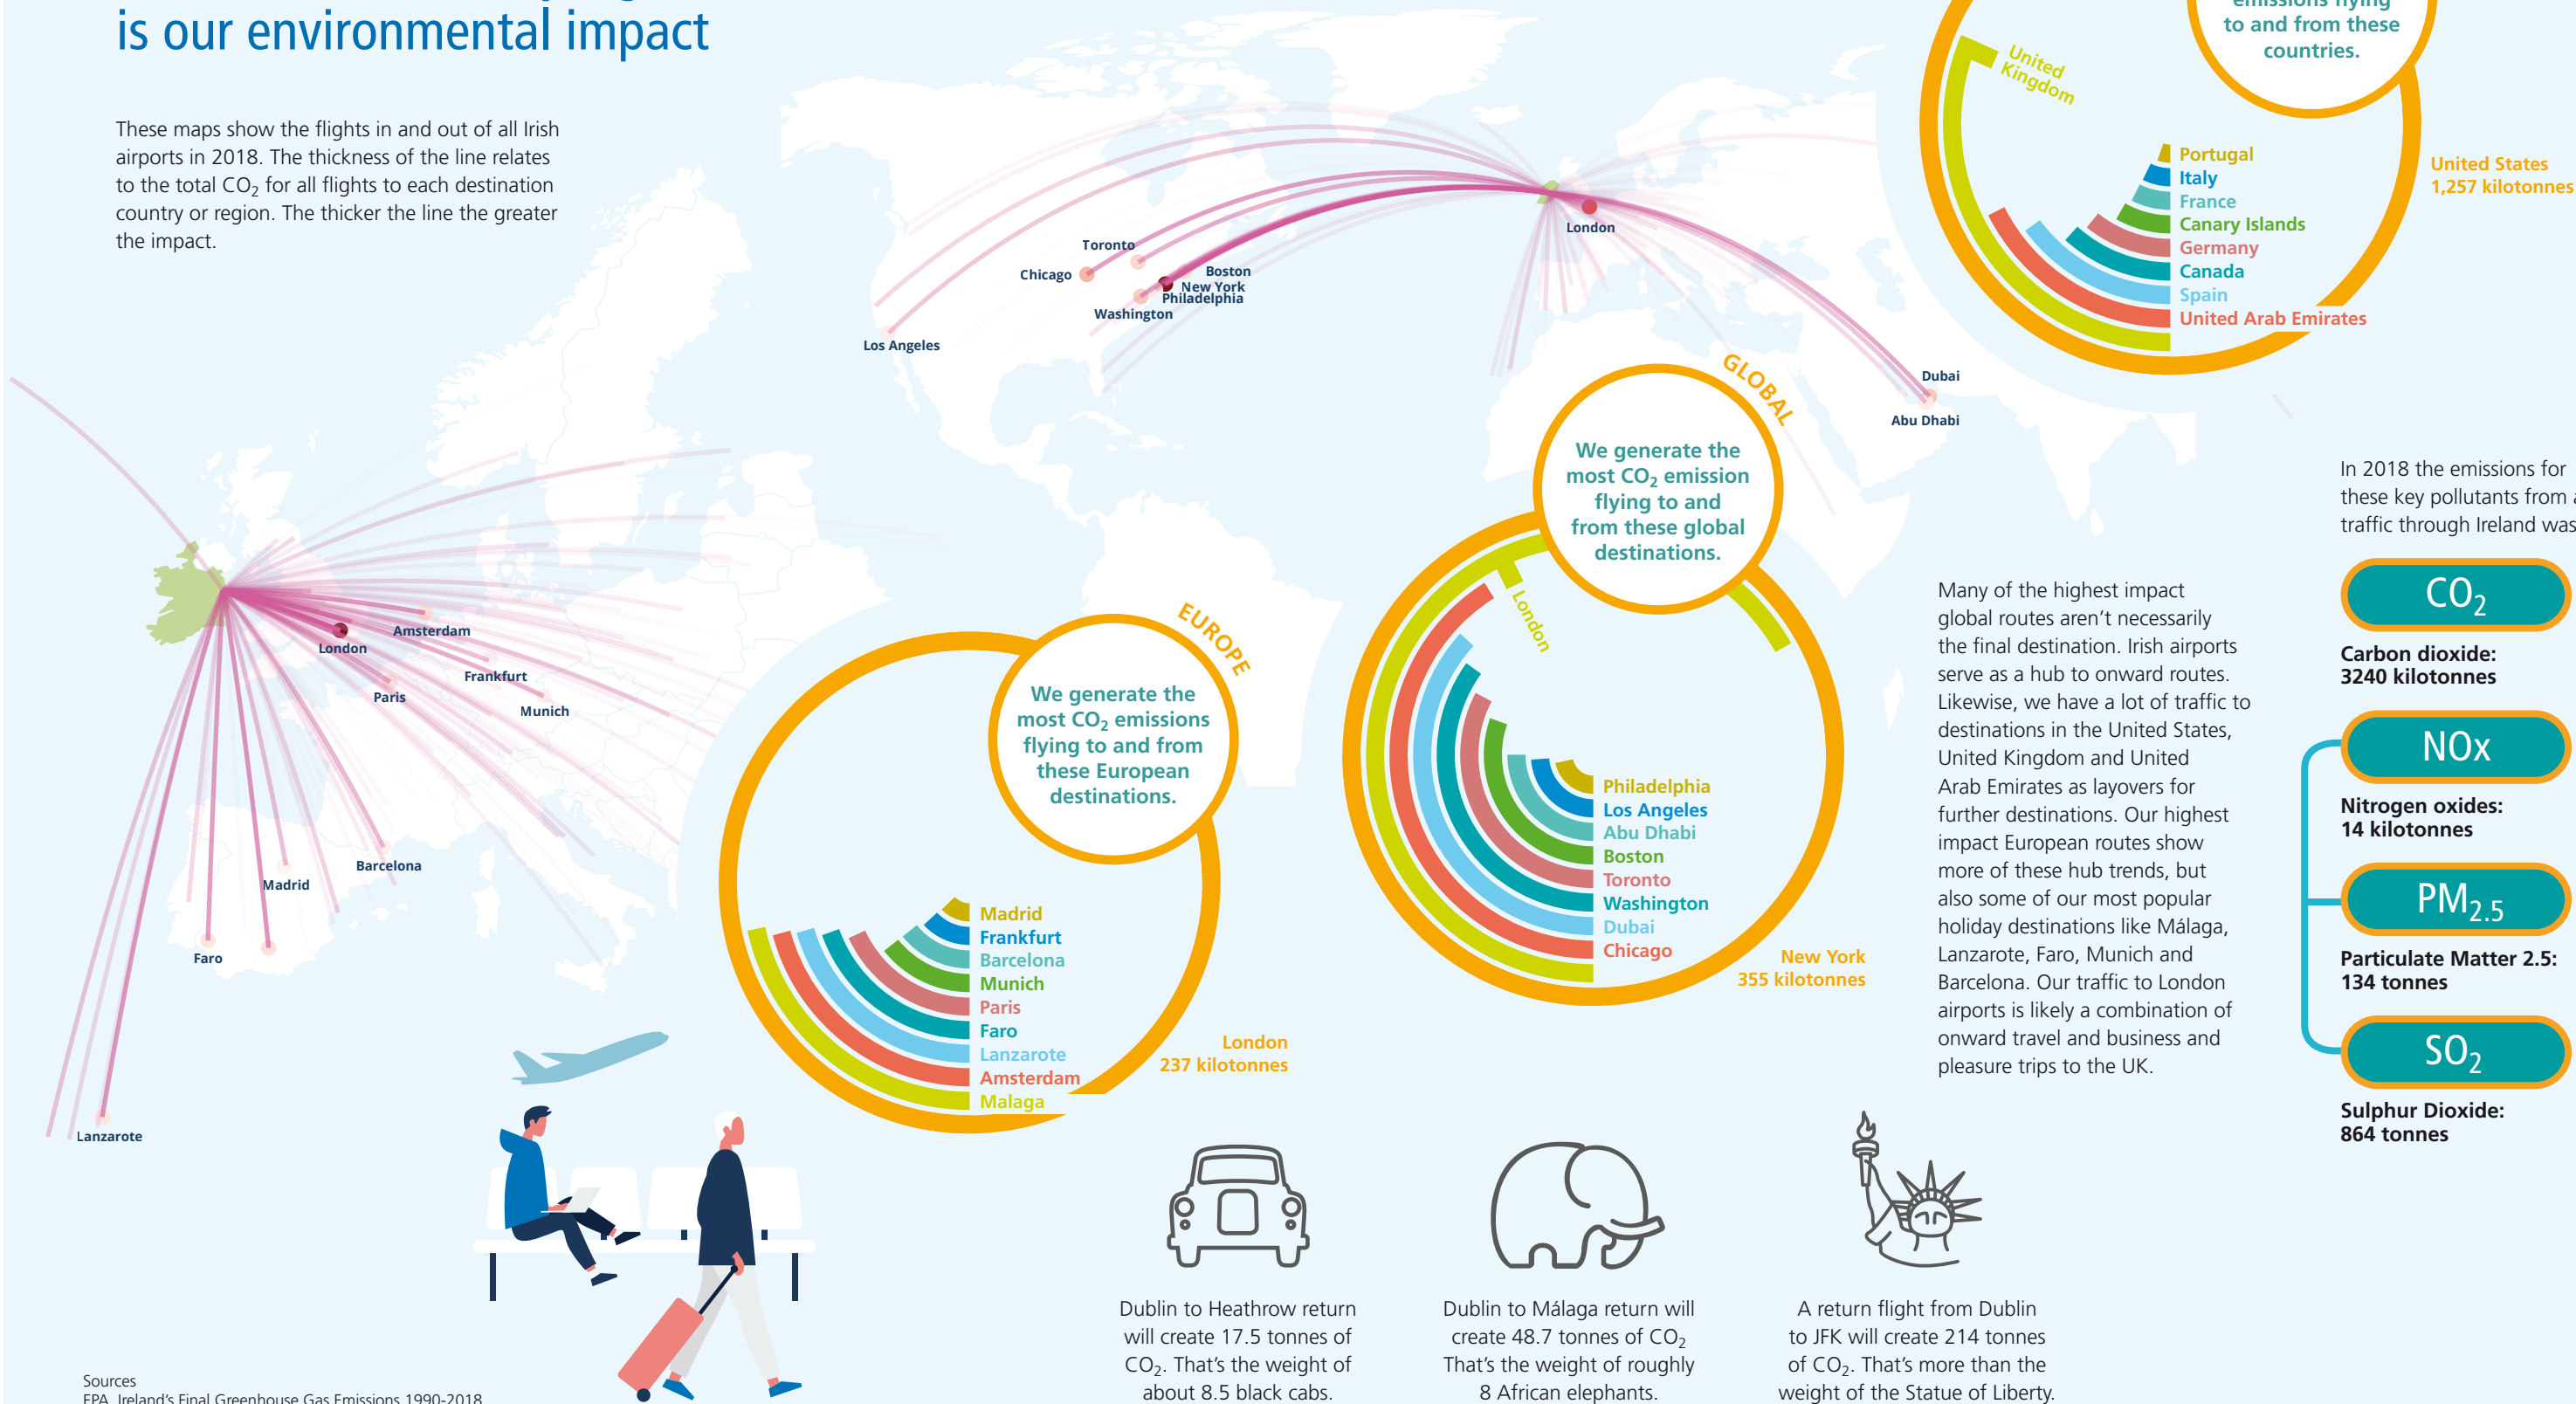 is our environmental impact
These maps show the flights in and out of all Irish
airports in 2018. The thickness of the line relates
to the total CO₂ for all flights to each destination
country or region. The thicker the line the greater
the impact.
Toronto
Chicago
Boston
New York
Philadelphia
Washington
Los Angeles
London
Dubai
Abu Dhabi
emissions flying
to and from these
countries.
United
Kingdom
Portugal
Italy
France
Canary Islands
Germany
Canada
Spain
United Arab Emirates
United States
1,257 kilotonnes
Amsterdam
London
Frankfurt
Paris
Munich
Barcelona
Madrid
Faro
Lanzarote
EUROPE
We generate the
most CO₂ emissions
flying to and from
these European
destinations.
Madrid
Frankfurt
Barcelona
Munich
Paris
Faro
Lanzarote
Amsterdam
Malaga
London
237 kilotonnes
GLOBAL
We generate the
most CO₂ emission
flying to and
from these global
destinations.
London
Philadelphia
Los Angeles
Abu Dhabi
Boston
Toronto
Washington
Dubai
Chicago
New York
355 kilotonnes
Many of the highest impact
global routes aren't necessarily
the final destination. Irish airports
serve as a hub to onward routes.
Likewise, we have a lot of traffic to
destinations in the United States,
United Kingdom and United
Arab Emirates as layovers for
further destinations. Our highest
impact European routes show
more of these hub trends, but
also some of our most popular
holiday destinations like Málaga,
Lanzarote, Faro, Munich and
Barcelona. Our traffic to London
airports is likely a combination of
onward travel and business and
pleasure trips to the UK.
In 2018 the emissions for
these key pollutants from
traffic through Ireland was
CO₂
Carbon dioxide:
3240 kilotonnes
NOx
Nitrogen oxides:
14 kilotonnes
PM₂.₅
Particulate Matter 2.5:
134 tonnes
SO₂
Sulphur Dioxide:
864 tonnes
Dublin to Heathrow return
will create 17.5 tonnes of
CO₂. That's the weight of
about 8.5 black cabs.
Dublin to Málaga return will
create 48.7 tonnes of CO₂
That's the weight of roughly
8 African elephants.
A return flight from Dublin
to JFK will create 214 tonnes
of CO₂. That's more than the
weight of the Statue of Liberty.
Sources
EPA, Ireland's Final Greenhouse Gas Emissions 1990-2018